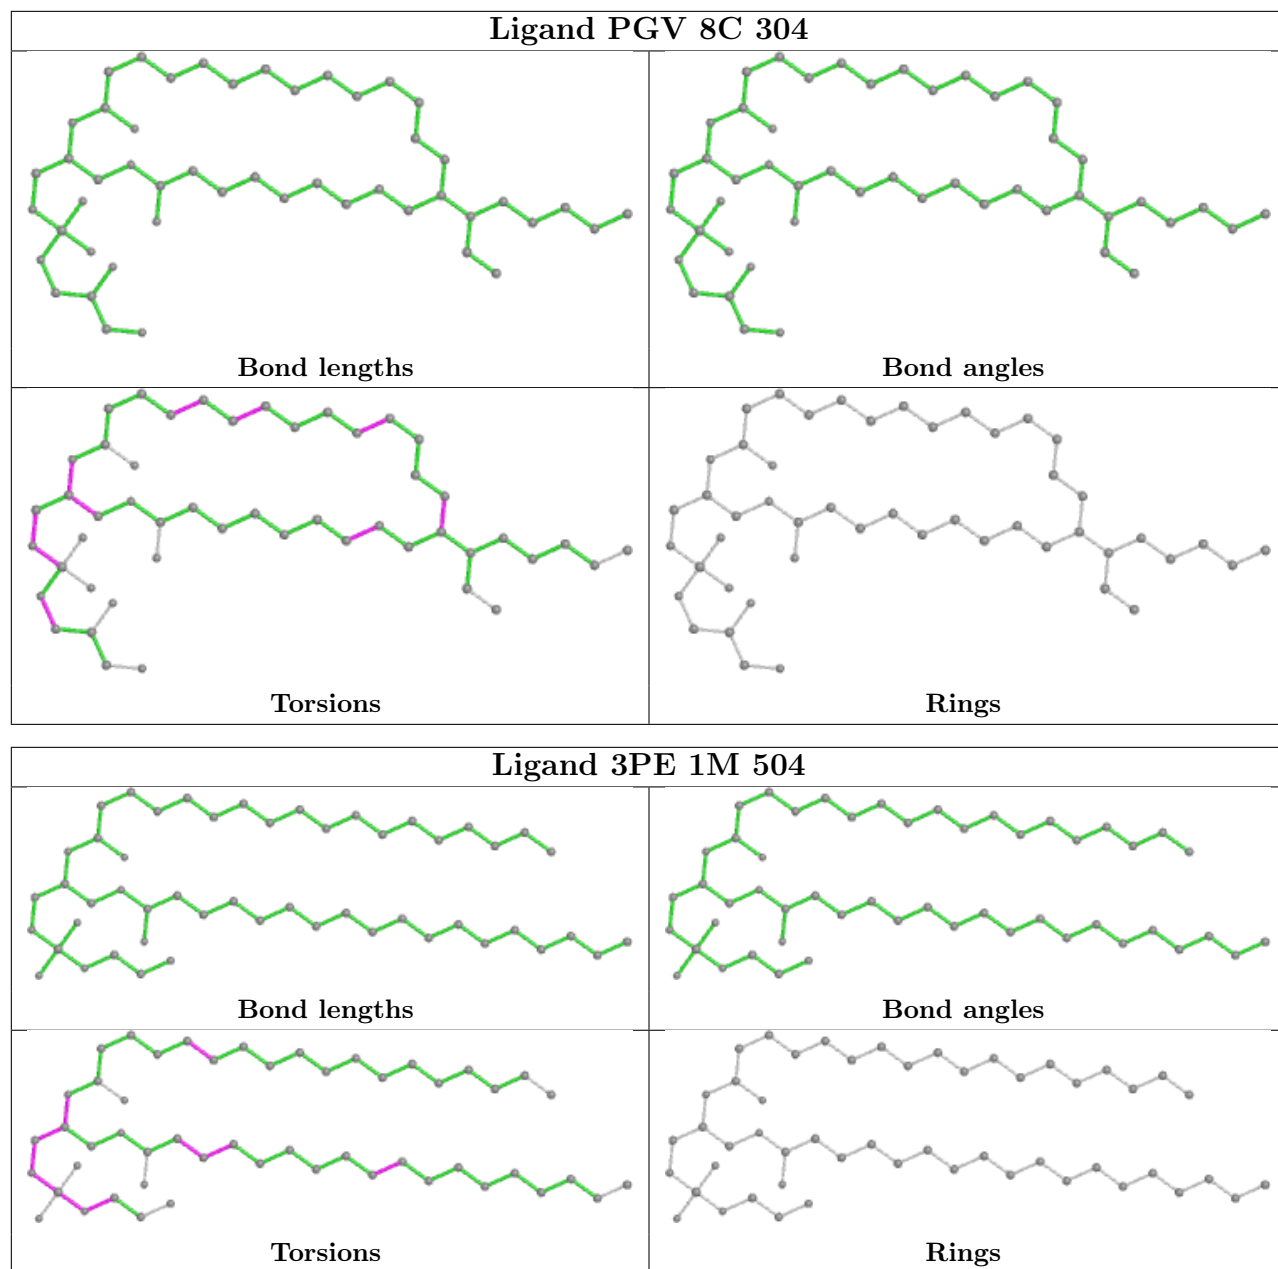 Ligand PGV 8C 304
Bond lengths
Bond angles
Torsions
Rings
Ligand 3PE 1M 504
Bond lengths
Bond angles
Torsions
Rings